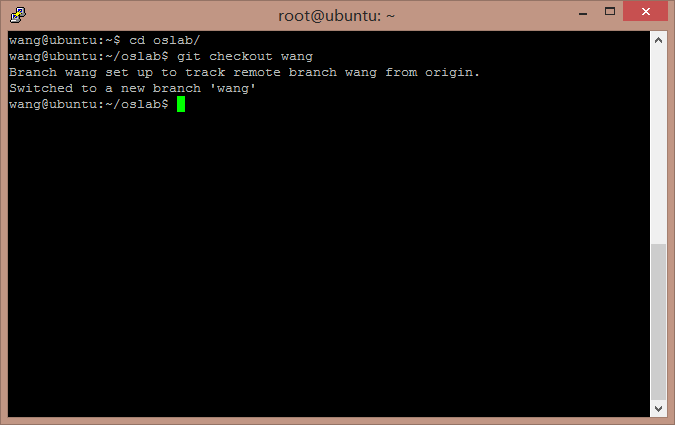 root@ubuntu: ~
wang@ubuntu:~$ cd oslab/
wang@ubuntu:~/oslab$ git checkout wang
Branch wang set up to track remote branch wang from origin.
Switched to a new branch 'wang'
wang@ubuntu:~/oslab$